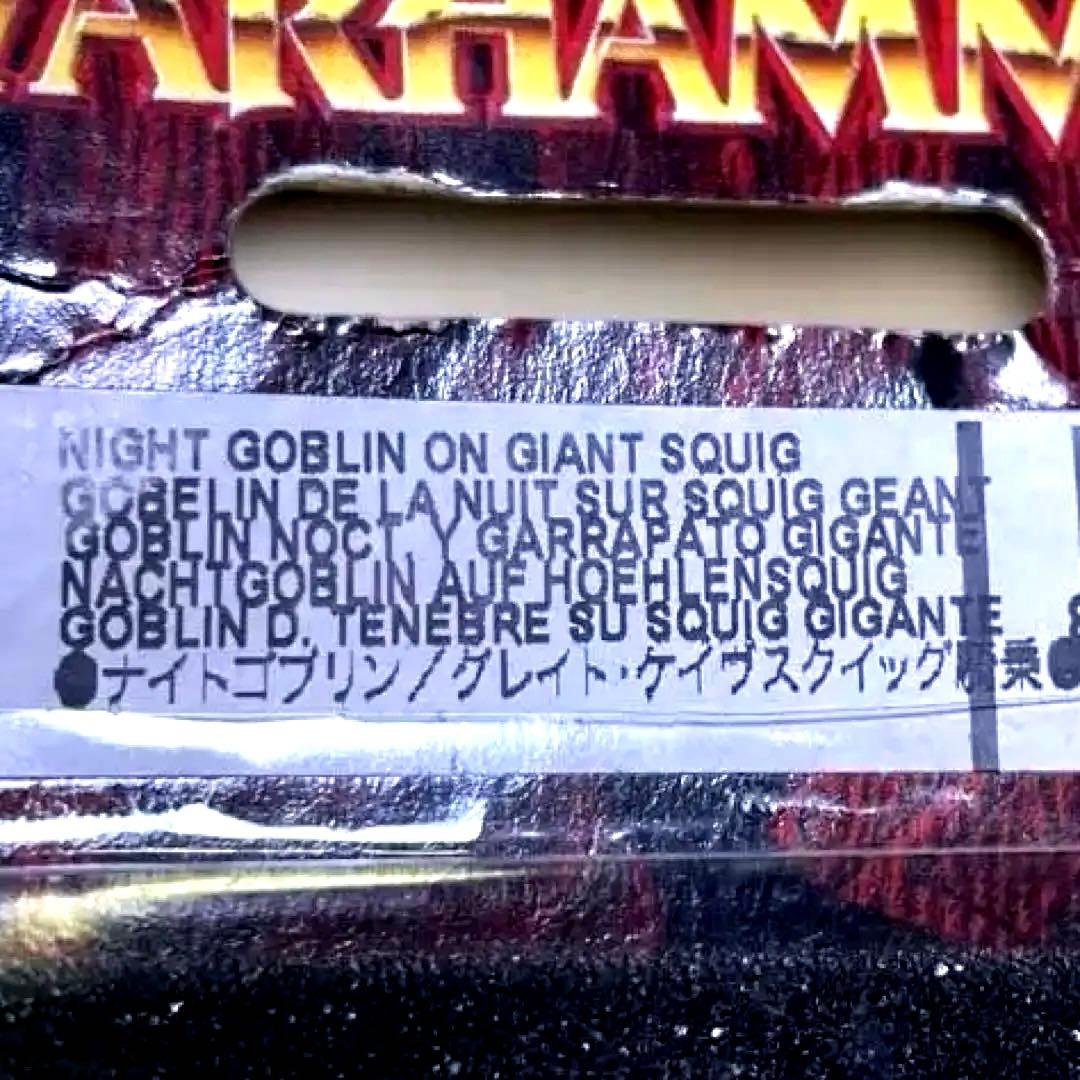 ARHAMM
NIGHT GOBLIN ON GIANT SQUIG
GOBELIN DE LA NUIT SUR SQUIG GEANT
GOBLIN NOCT. Y GARRAPATO GIGANTE
NACHTGOBLIN AUF HOEHLENSQUIG
GOBLIN D. TENEBRE SU SQUIG GIGANTE
●ナイトゴブリン/グレイト・ケイヴスクイッグ騎乗●